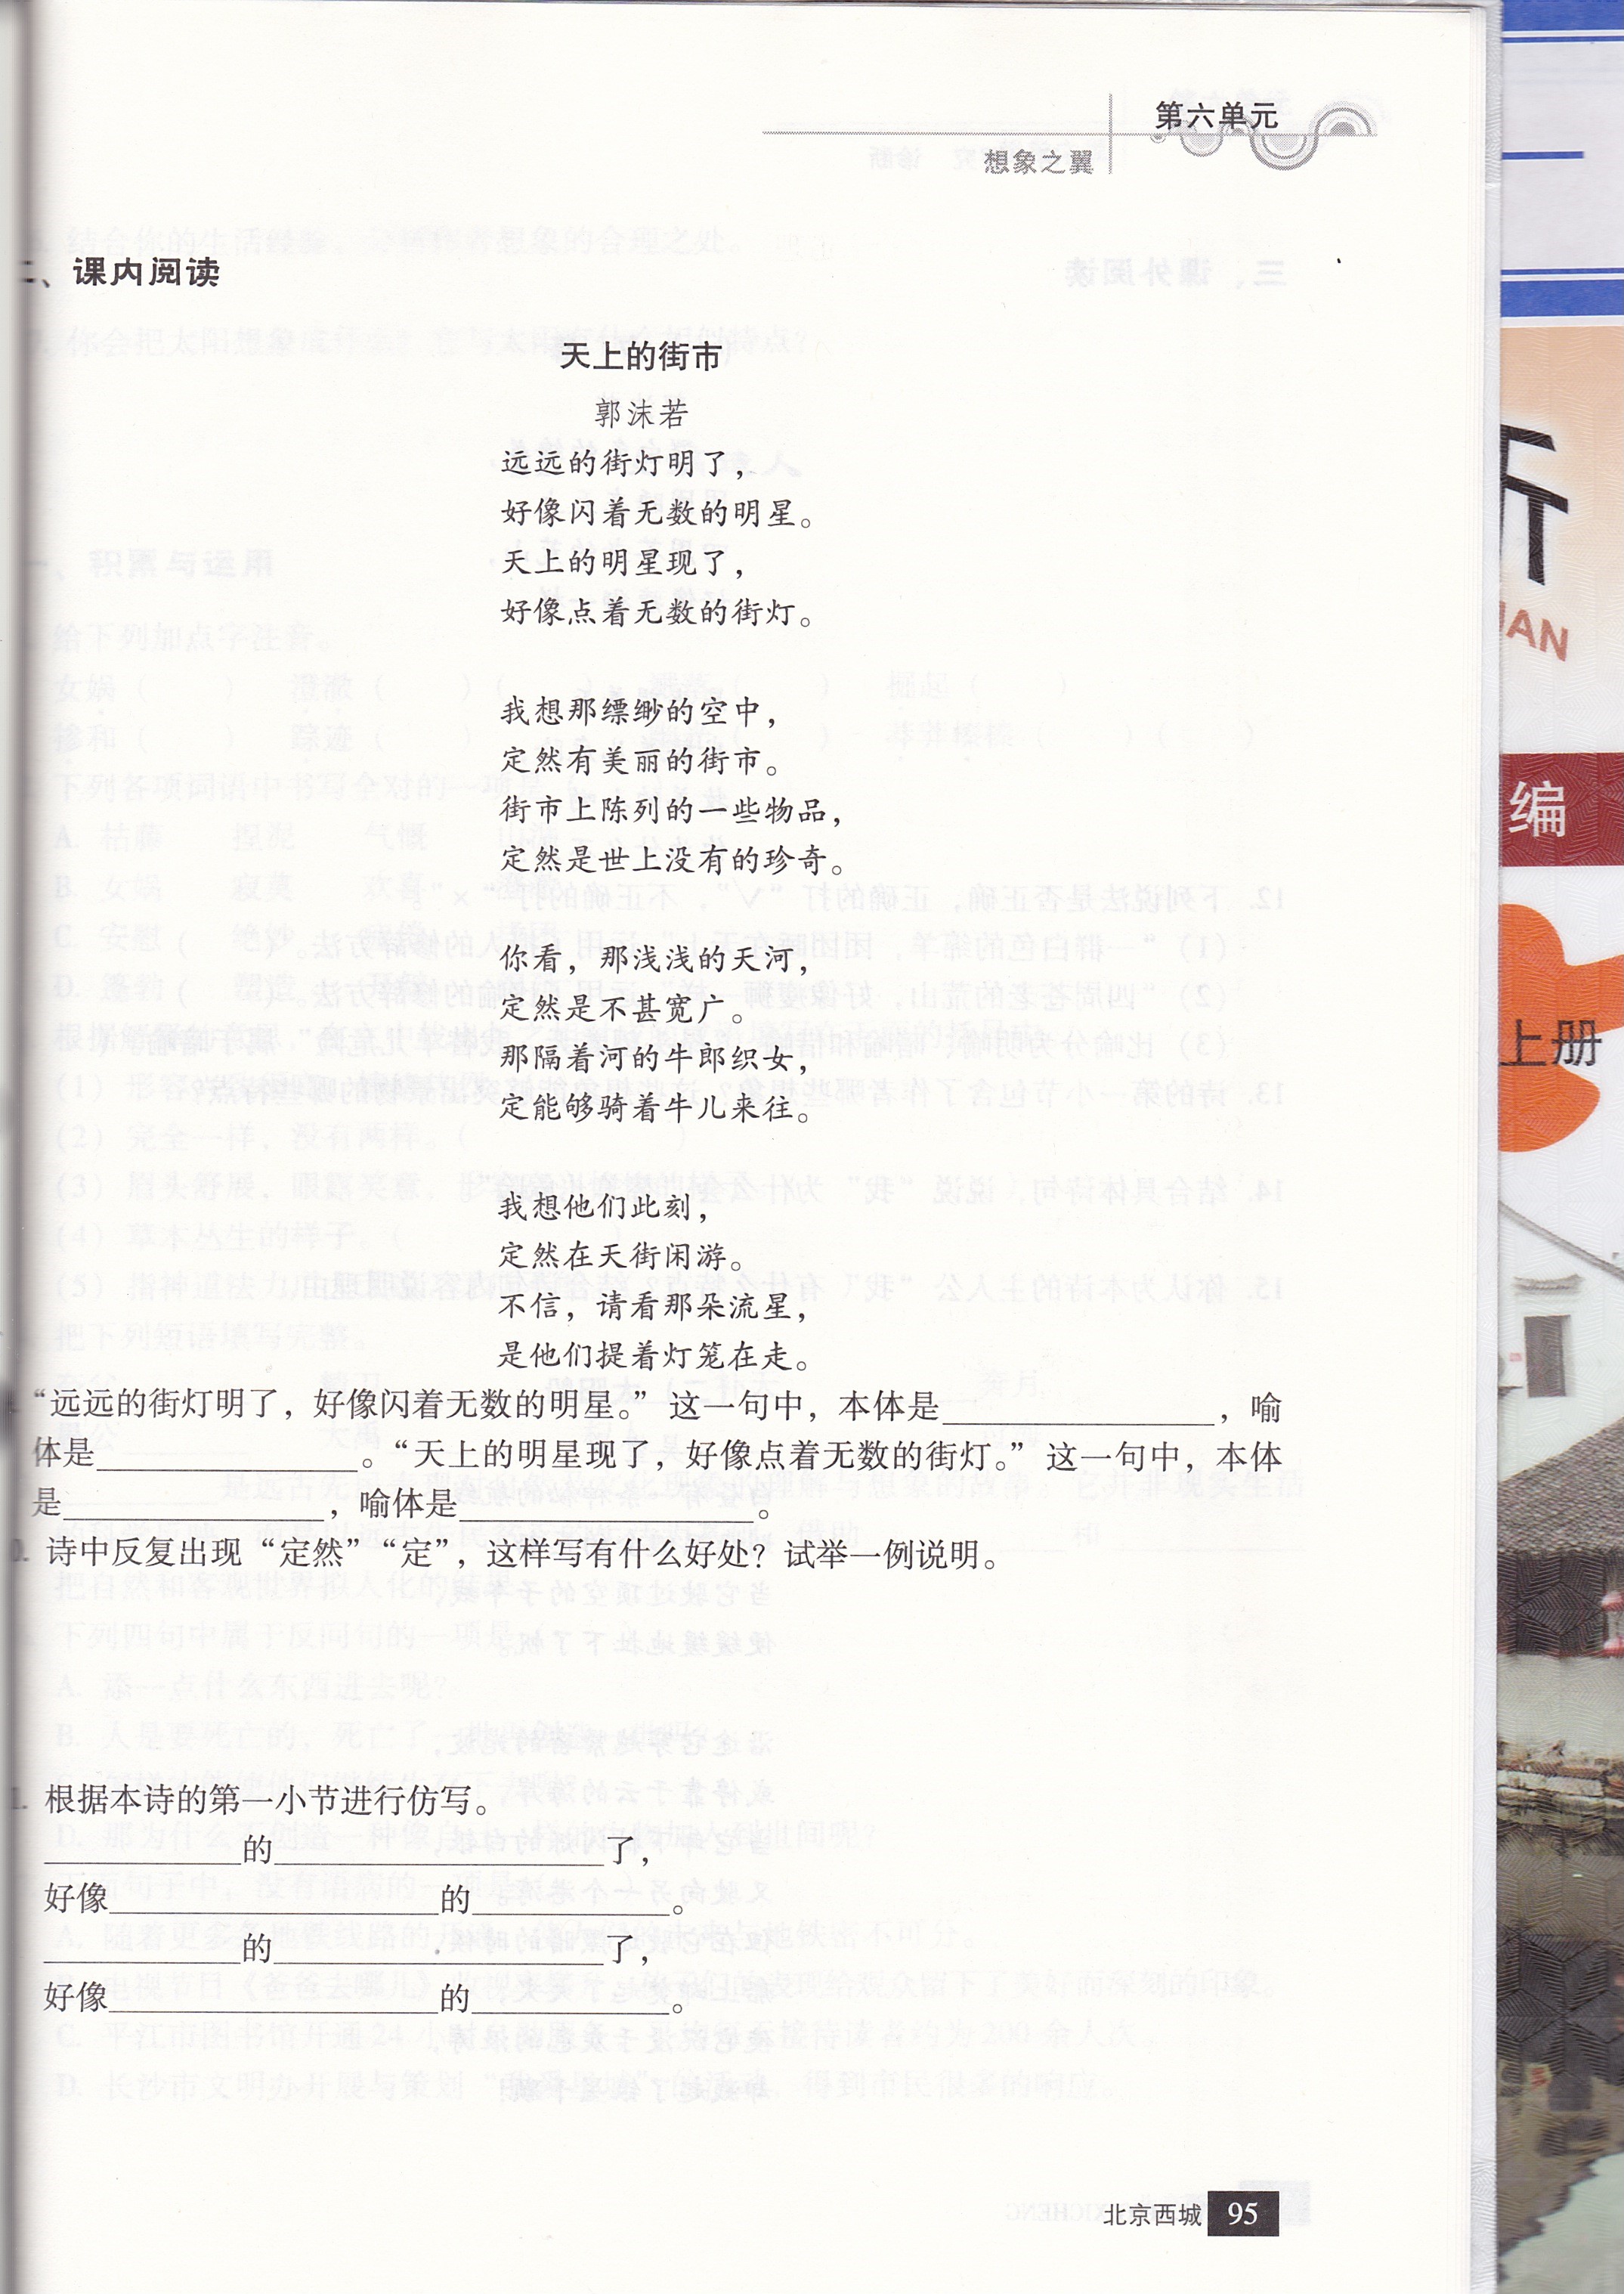 第六单元
想象之翼
二、课内阅读
天上的街市
郭沫若
远远的街灯明了，
好像闪着无数的明星。
天上的明星现了，
好像点着无数的街灯。
我想那缥缈的空中，
定然有美丽的街市。
街市上陈列的一些物品，
定然是世上没有的珍奇。
你看，那浅浅的天河，
定然是不甚宽广。
那隔着河的牛郎织女，
定能够骑着牛儿来往。
我想他们此刻，
定然在天街闲游。
不信，请看那朵流星，
是他们提着灯笼在走。
“远远的街灯明了，好像闪着无数的明星。” 这一句中，本体是________，喻
体是________。“天上的明星现了，好像点着无数的街灯。” 这一句中，本体
是________，喻体是________。
0. 诗中反复出现 “定然” “定”，这样写有什么好处？试举一例说明。
1. 根据本诗的第一小节进行仿写。
________的________了，
好像________的________。
________的________了，
好像________的________。
北京西城 95
编
上册